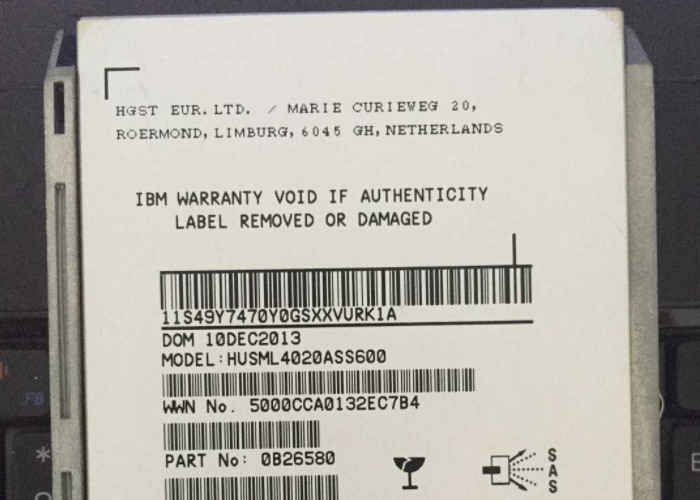 HGST EUR. LTD. / MARIE CURIEWEG 20,
ROERMOND, LIMBURG, 6045 GH, NETHERLANDS
IBM WARRANTY VOID IF AUTHENTICITY
LABEL REMOVED OR DAMAGED
11S49Y7470Y0GSXXVURK1A
DOM 10DEC2013
MODEL:HUSML4020ASS600
WWN No. 5000CCA0132EC7B4
PART No: 0B26580
SAS
F8
*